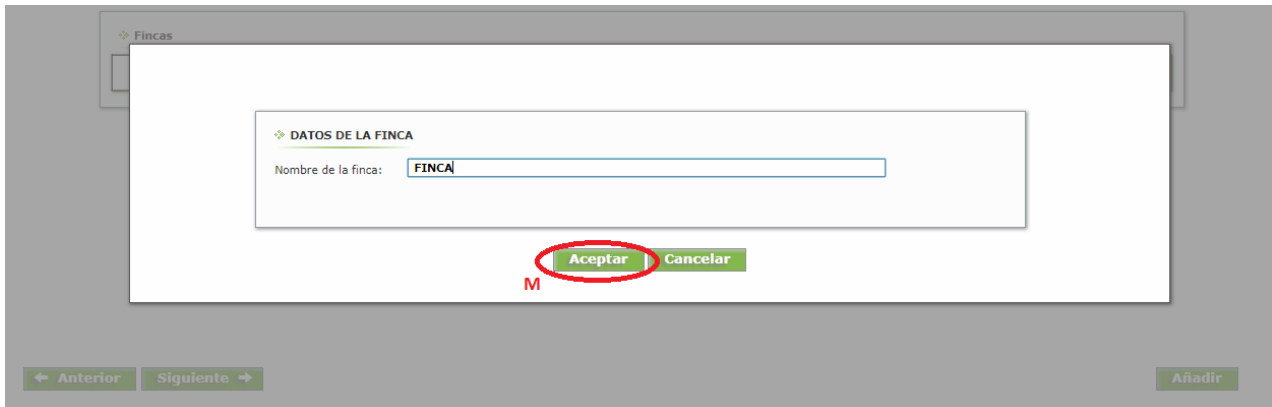 Fincas
DATOS DE LA FINCA
Nombre de la finca: FINCA
Aceptar Cancelar
M
Anterior Siguiente Añadir